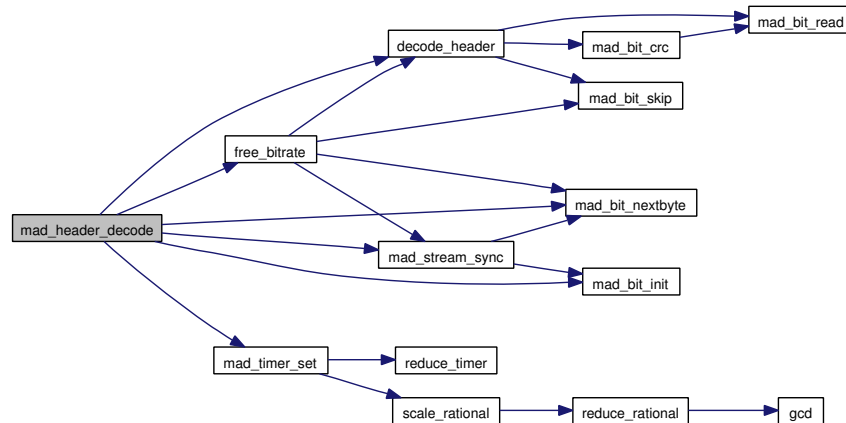 mad_bit_read
decode_header
mad_bit_crc
mad_bit_skip
free_bitrate
mad_bit_nextbyte
mad_header_decode
mad_stream_sync
mad_bit_init
mad_timer_set
reduce_timer
scale_rational
reduce_rational
gcd